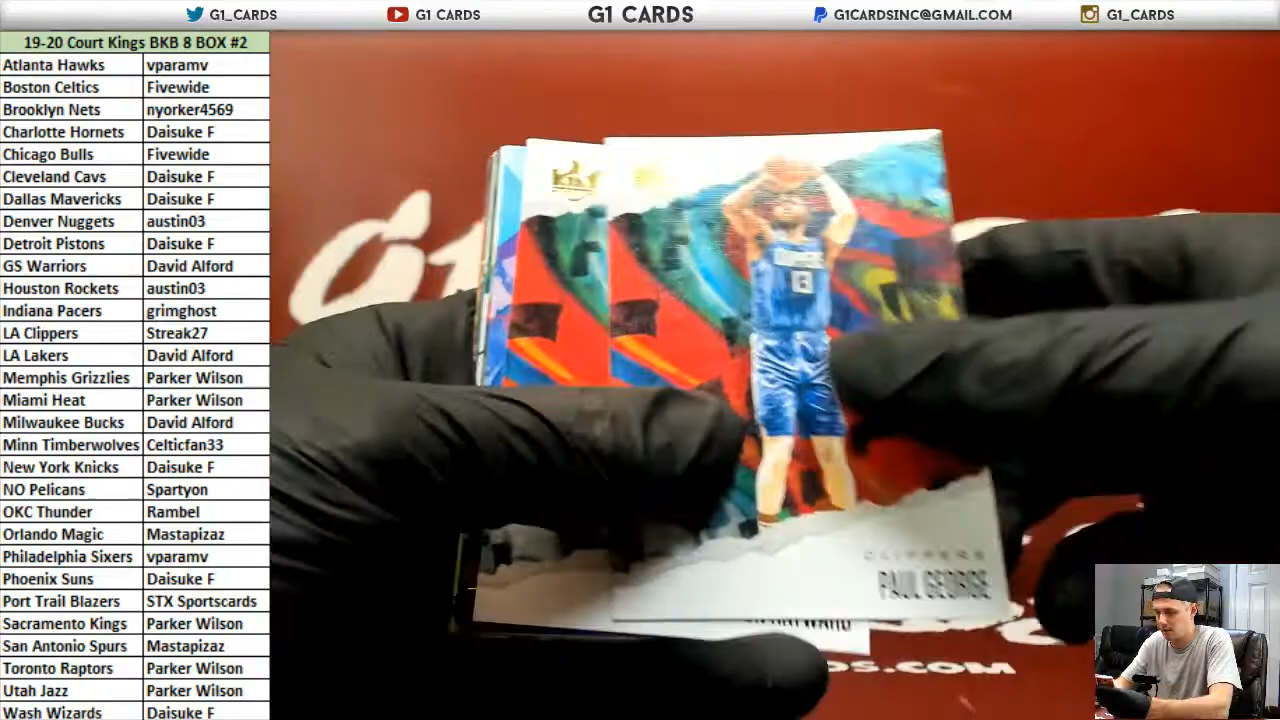 G1_CARDS G1 CARDS G1 CARDS G1CARDSINC@GMAIL.COM G1_CARDS
19-20 Court Kings BKB 8 BOX #2
Atlanta Hawks vparamv
Boston Celtics Fivewide
Brooklyn Nets nyorker4569
Charlotte Hornets Daisuke F
Chicago Bulls Fivewide
Cleveland Cavs Daisuke F
Dallas Mavericks Daisuke F
Denver Nuggets austin03
Detroit Pistons Daisuke F
GS Warriors David Alford
Houston Rockets austin03
Indiana Pacers grimghost
LA Clippers Streak27
LA Lakers David Alford
Memphis Grizzlies Parker Wilson
Miami Heat Parker Wilson
Milwaukee Bucks David Alford
Minn Timberwolves Celticfan33
New York Knicks Daisuke F
NO Pelicans Spartyon
OKC Thunder Rambel
Orlando Magic Mastapizaz
Philadelphia Sixers vparamv
Phoenix Suns Daisuke F
Port Trail Blazers STX Sportscards
Sacramento Kings Parker Wilson
San Antonio Spurs Mastapizaz
Toronto Raptors Parker Wilson
Utah Jazz Parker Wilson
Wash Wizards Daisuke F
G1
13
CLIPPERS
PAUL GEORGE
HAYWARD
.COM